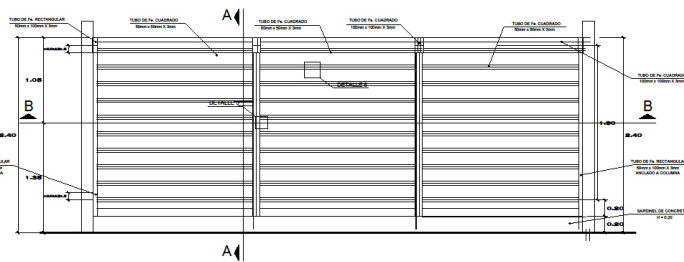 A
TUBO DE Fe. RECTANGULAR
50mm x 100mm X 3mm
TUBO DE Fe. CUADRADO
50mm x 50mm X 3mm
TUBO DE Fe. CUADRADO
50mm x 50mm X 3mm
TUBO DE Fe. CUADRADO
100mm x 100mm X 3mm
TUBO DE Fe. CUADRADO
50mm x 50mm X 3mm
TUBO DE Fe. CUADRADO
100mm x 100mm X 3mm
1.05
DETALLE
DETALLE
B
B
2.40
1.90
2.40
1.35
TUBO DE Fe. RECTANGULAR
50mm x 100mm X 3mm
ANCLADO A COLUMNA
0.20
SARDINEL DE CONCRETO
H = 0.20
0.20
A